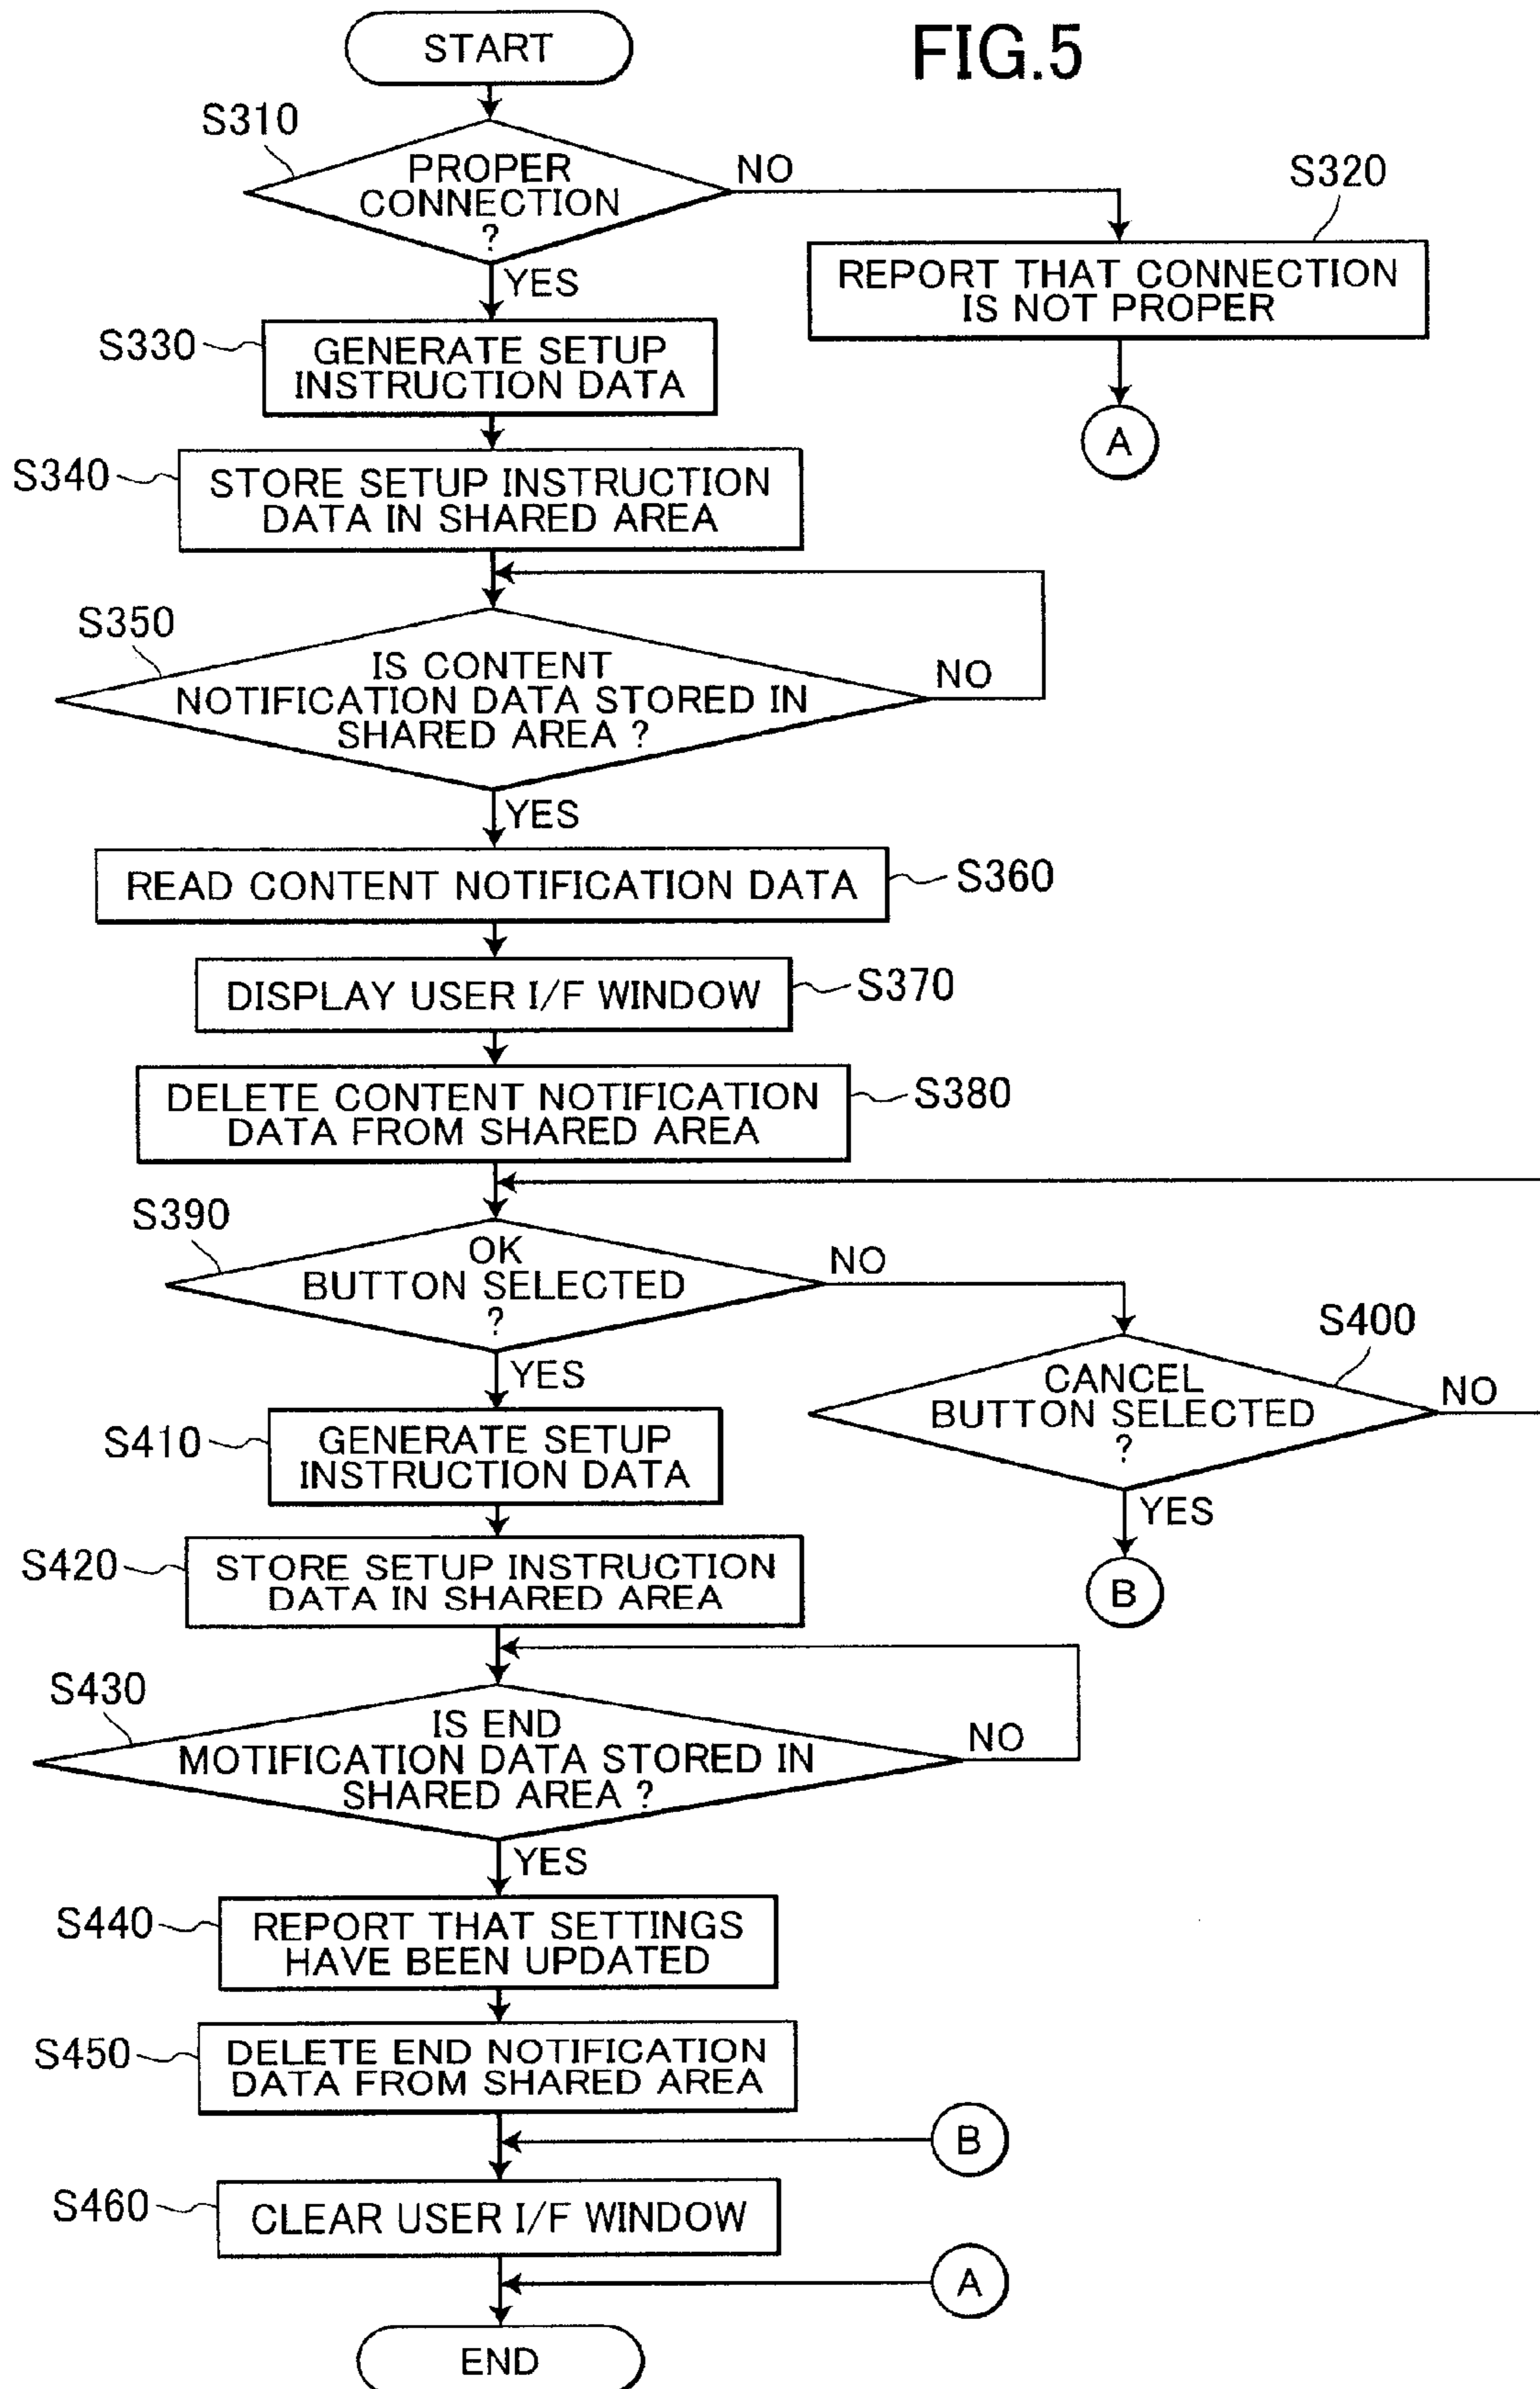 START
FIG.5
S310
PROPER
CONNECTION
?
NO
YES
S320
REPORT THAT CONNECTION
IS NOT PROPER
A
S330
GENERATE SETUP
INSTRUCTION DATA
S340
STORE SETUP INSTRUCTION
DATA IN SHARED AREA
S350
IS CONTENT
NOTIFICATION DATA STORED IN
SHARED AREA ?
NO
YES
READ CONTENT NOTIFICATION DATA
S360
DISPLAY USER I/F WINDOW
S370
DELETE CONTENT NOTIFICATION
DATA FROM SHARED AREA
S380
S390
OK
BUTTON SELECTED
?
NO
YES
S400
CANCEL
BUTTON SELECTED
?
NO
YES
B
S410
GENERATE SETUP
INSTRUCTION DATA
S420
STORE SETUP INSTRUCTION
DATA IN SHARED AREA
S430
IS END
MOTIFICATION DATA STORED IN
SHARED AREA ?
NO
YES
S440
REPORT THAT SETTINGS
HAVE BEEN UPDATED
S450
DELETE END NOTIFICATION
DATA FROM SHARED AREA
B
S460
CLEAR USER I/F WINDOW
A
END